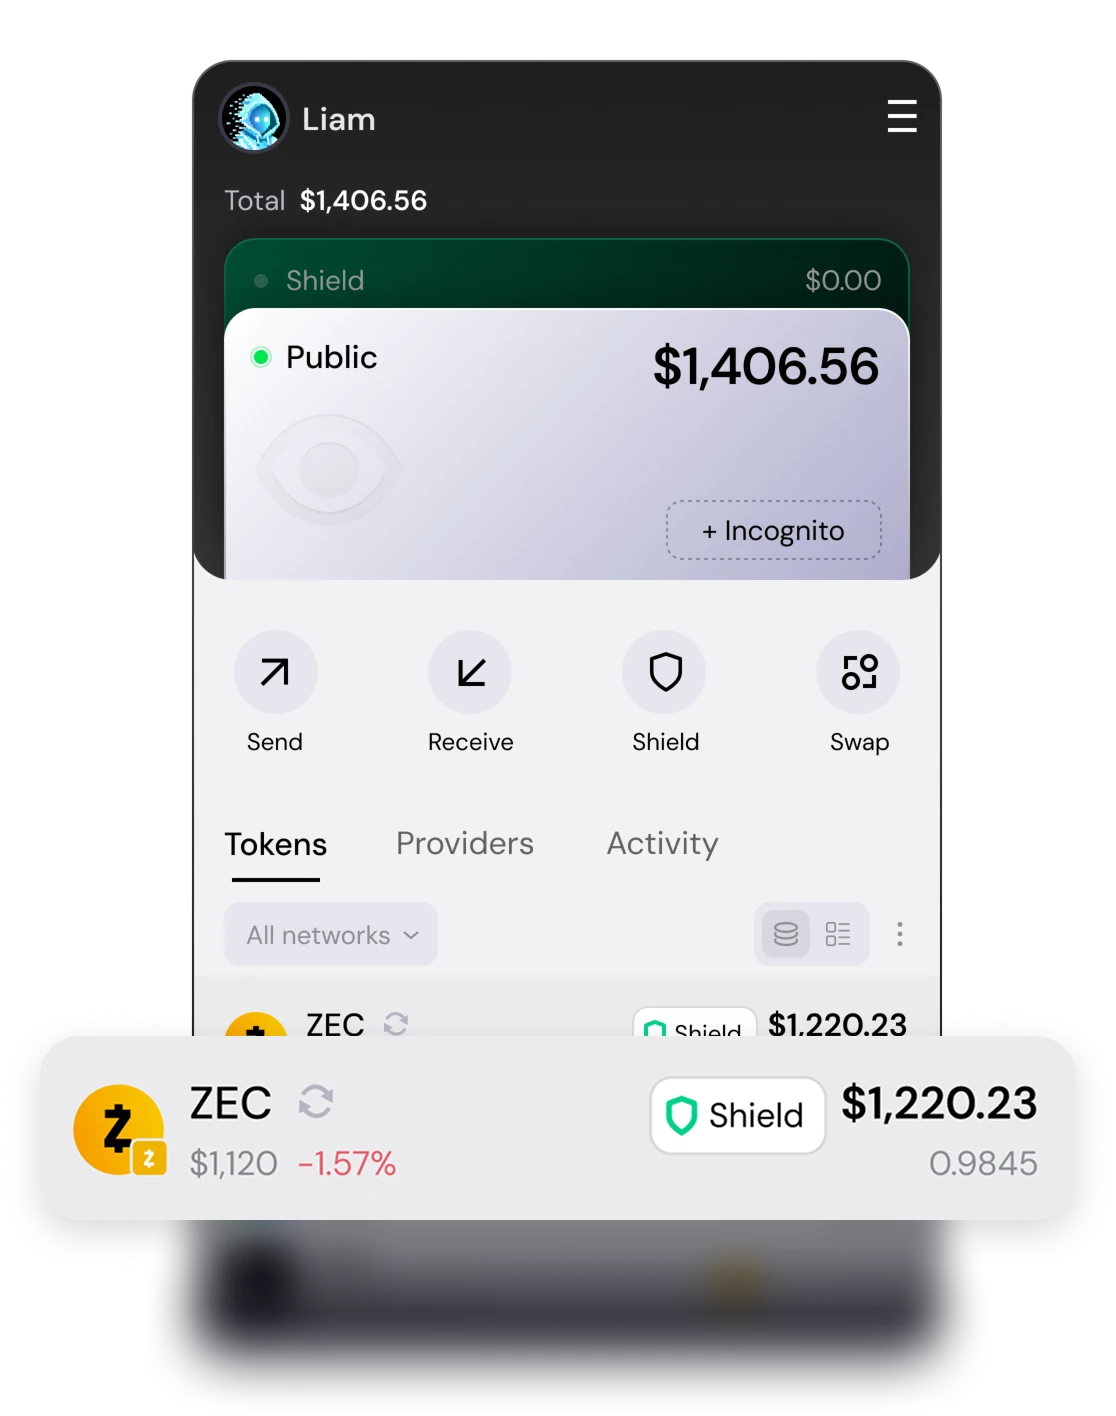 Liam
Total $1,406.56
Shield $0.00
Public $1,406.56
+ Incognito
Send Receive Shield Swap
Tokens Providers Activity
All networks
ZEC Shield $1,220.23
ZEC Shield $1,220.23
$1,120 -1.57% 0.9845